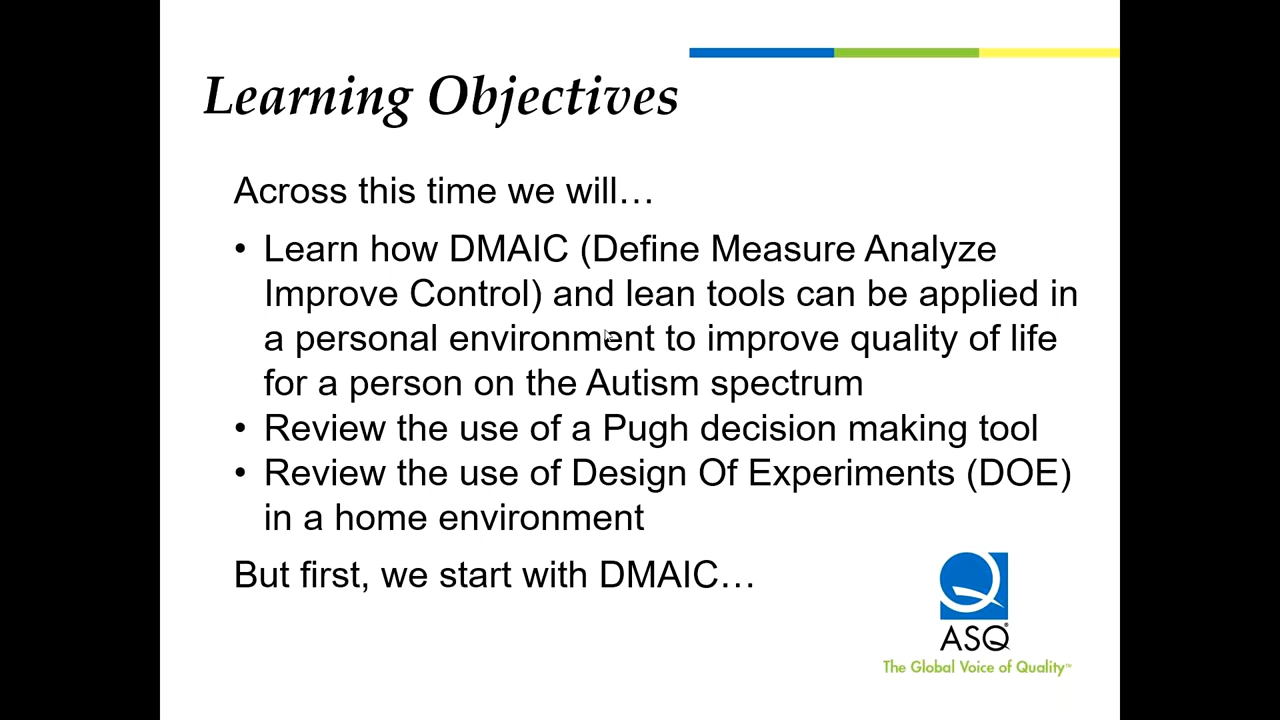 Learning Objectives
Across this time we will…
• Learn how DMAIC (Define Measure Analyze
Improve Control) and lean tools can be applied in
a personal environment to improve quality of life
for a person on the Autism spectrum
• Review the use of a Pugh decision making tool
• Review the use of Design Of Experiments (DOE)
in a home environment
But first, we start with DMAIC…
ASQ®
The Global Voice of Quality™